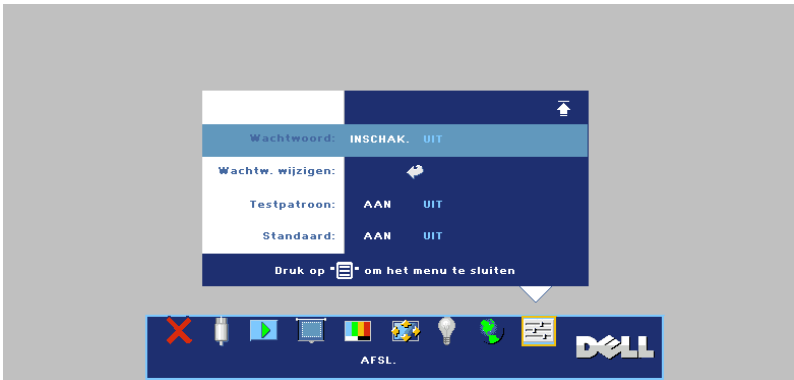 Wachtwoord: INSCHAK. UIT
Wachtw. wijzigen:
Testpatroon: AAN UIT
Standaard: AAN UIT
Druk op "" om het menu te sluiten
AFSL.
DELL